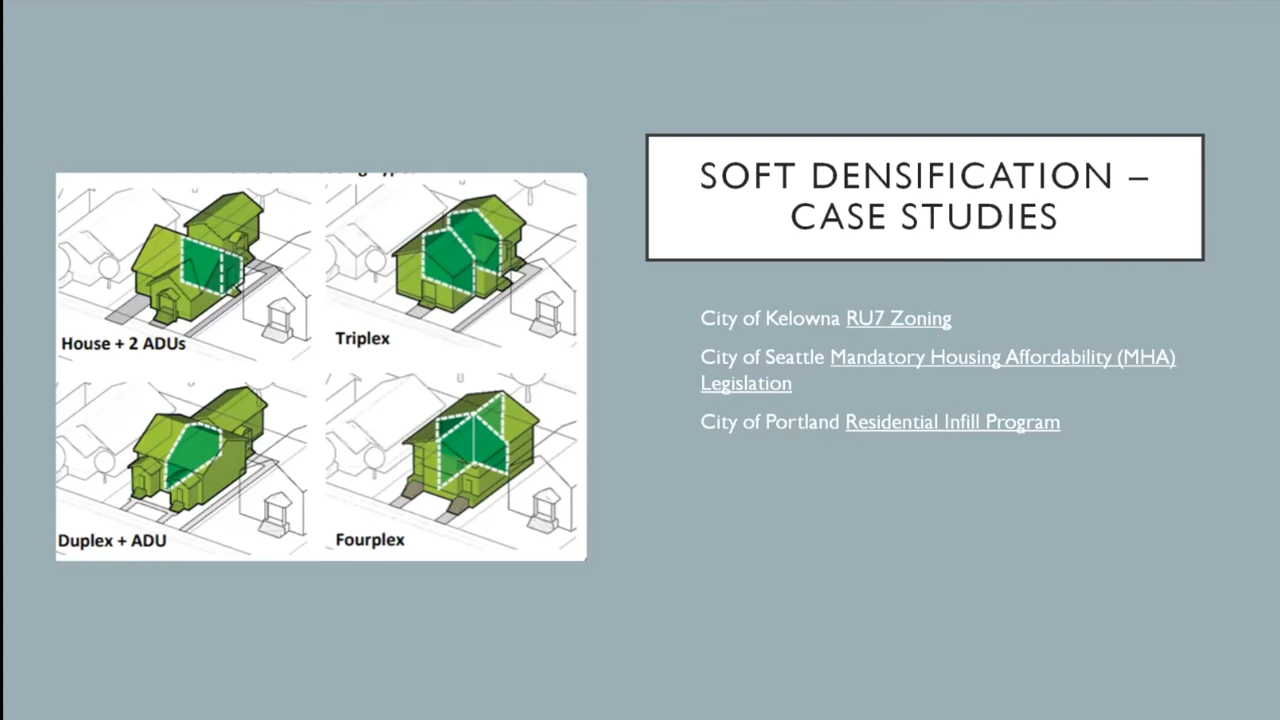 SOFT DENSIFICATION –
CASE STUDIES
House + 2 ADUs
Triplex
Duplex + ADU
Fourplex
City of Kelowna RU7 Zoning
City of Seattle Mandatory Housing Affordability (MHA)
Legislation
City of Portland Residential Infill Program